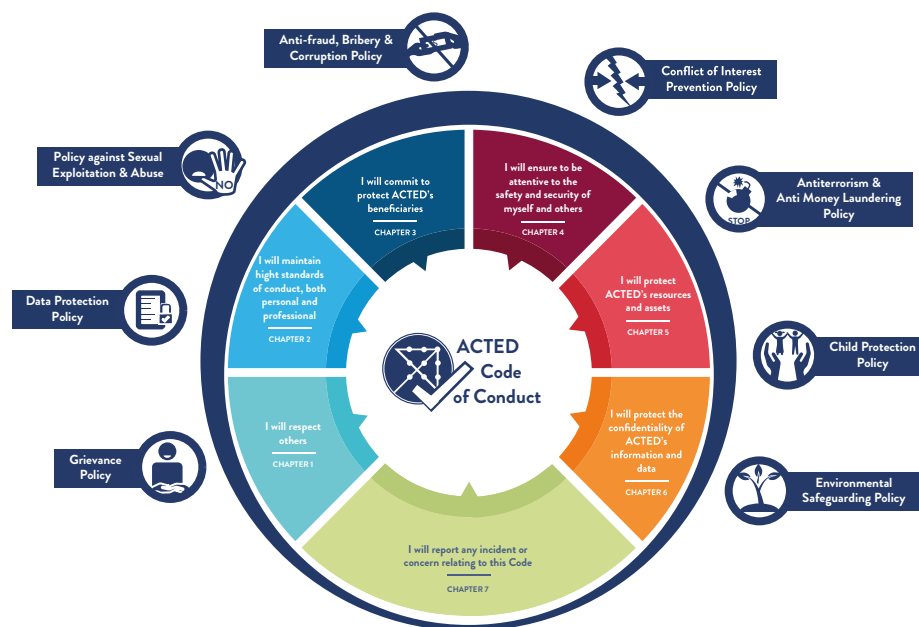 Anti-fraud, Bribery &
Corruption Policy
Conflict of Interest
Prevention Policy
Policy against Sexual
Exploitation & Abuse
NO
Antiterrorism &
Anti Money Laundering
Policy
STOP
Data Protection
Policy
Child Protection
Policy
Grievance
Policy
Environmental
Safeguarding Policy
I will commit to
protect ACTED's
beneficiaries
CHAPTER 3
I will ensure to be
attentive to the
safety and security of
myself and others
CHAPTER 4
I will maintain
hight standards
of conduct, both
personal and
professional
CHAPTER 2
I will protect
ACTED's resources
and assets
CHAPTER 5
ACTED
Code
of Conduct
I will respect
others
CHAPTER 1
I will protect the
confidentiality of
ACTED's
information and
data
CHAPTER 6
I will report any incident or
concern relating to this Code
CHAPTER 7